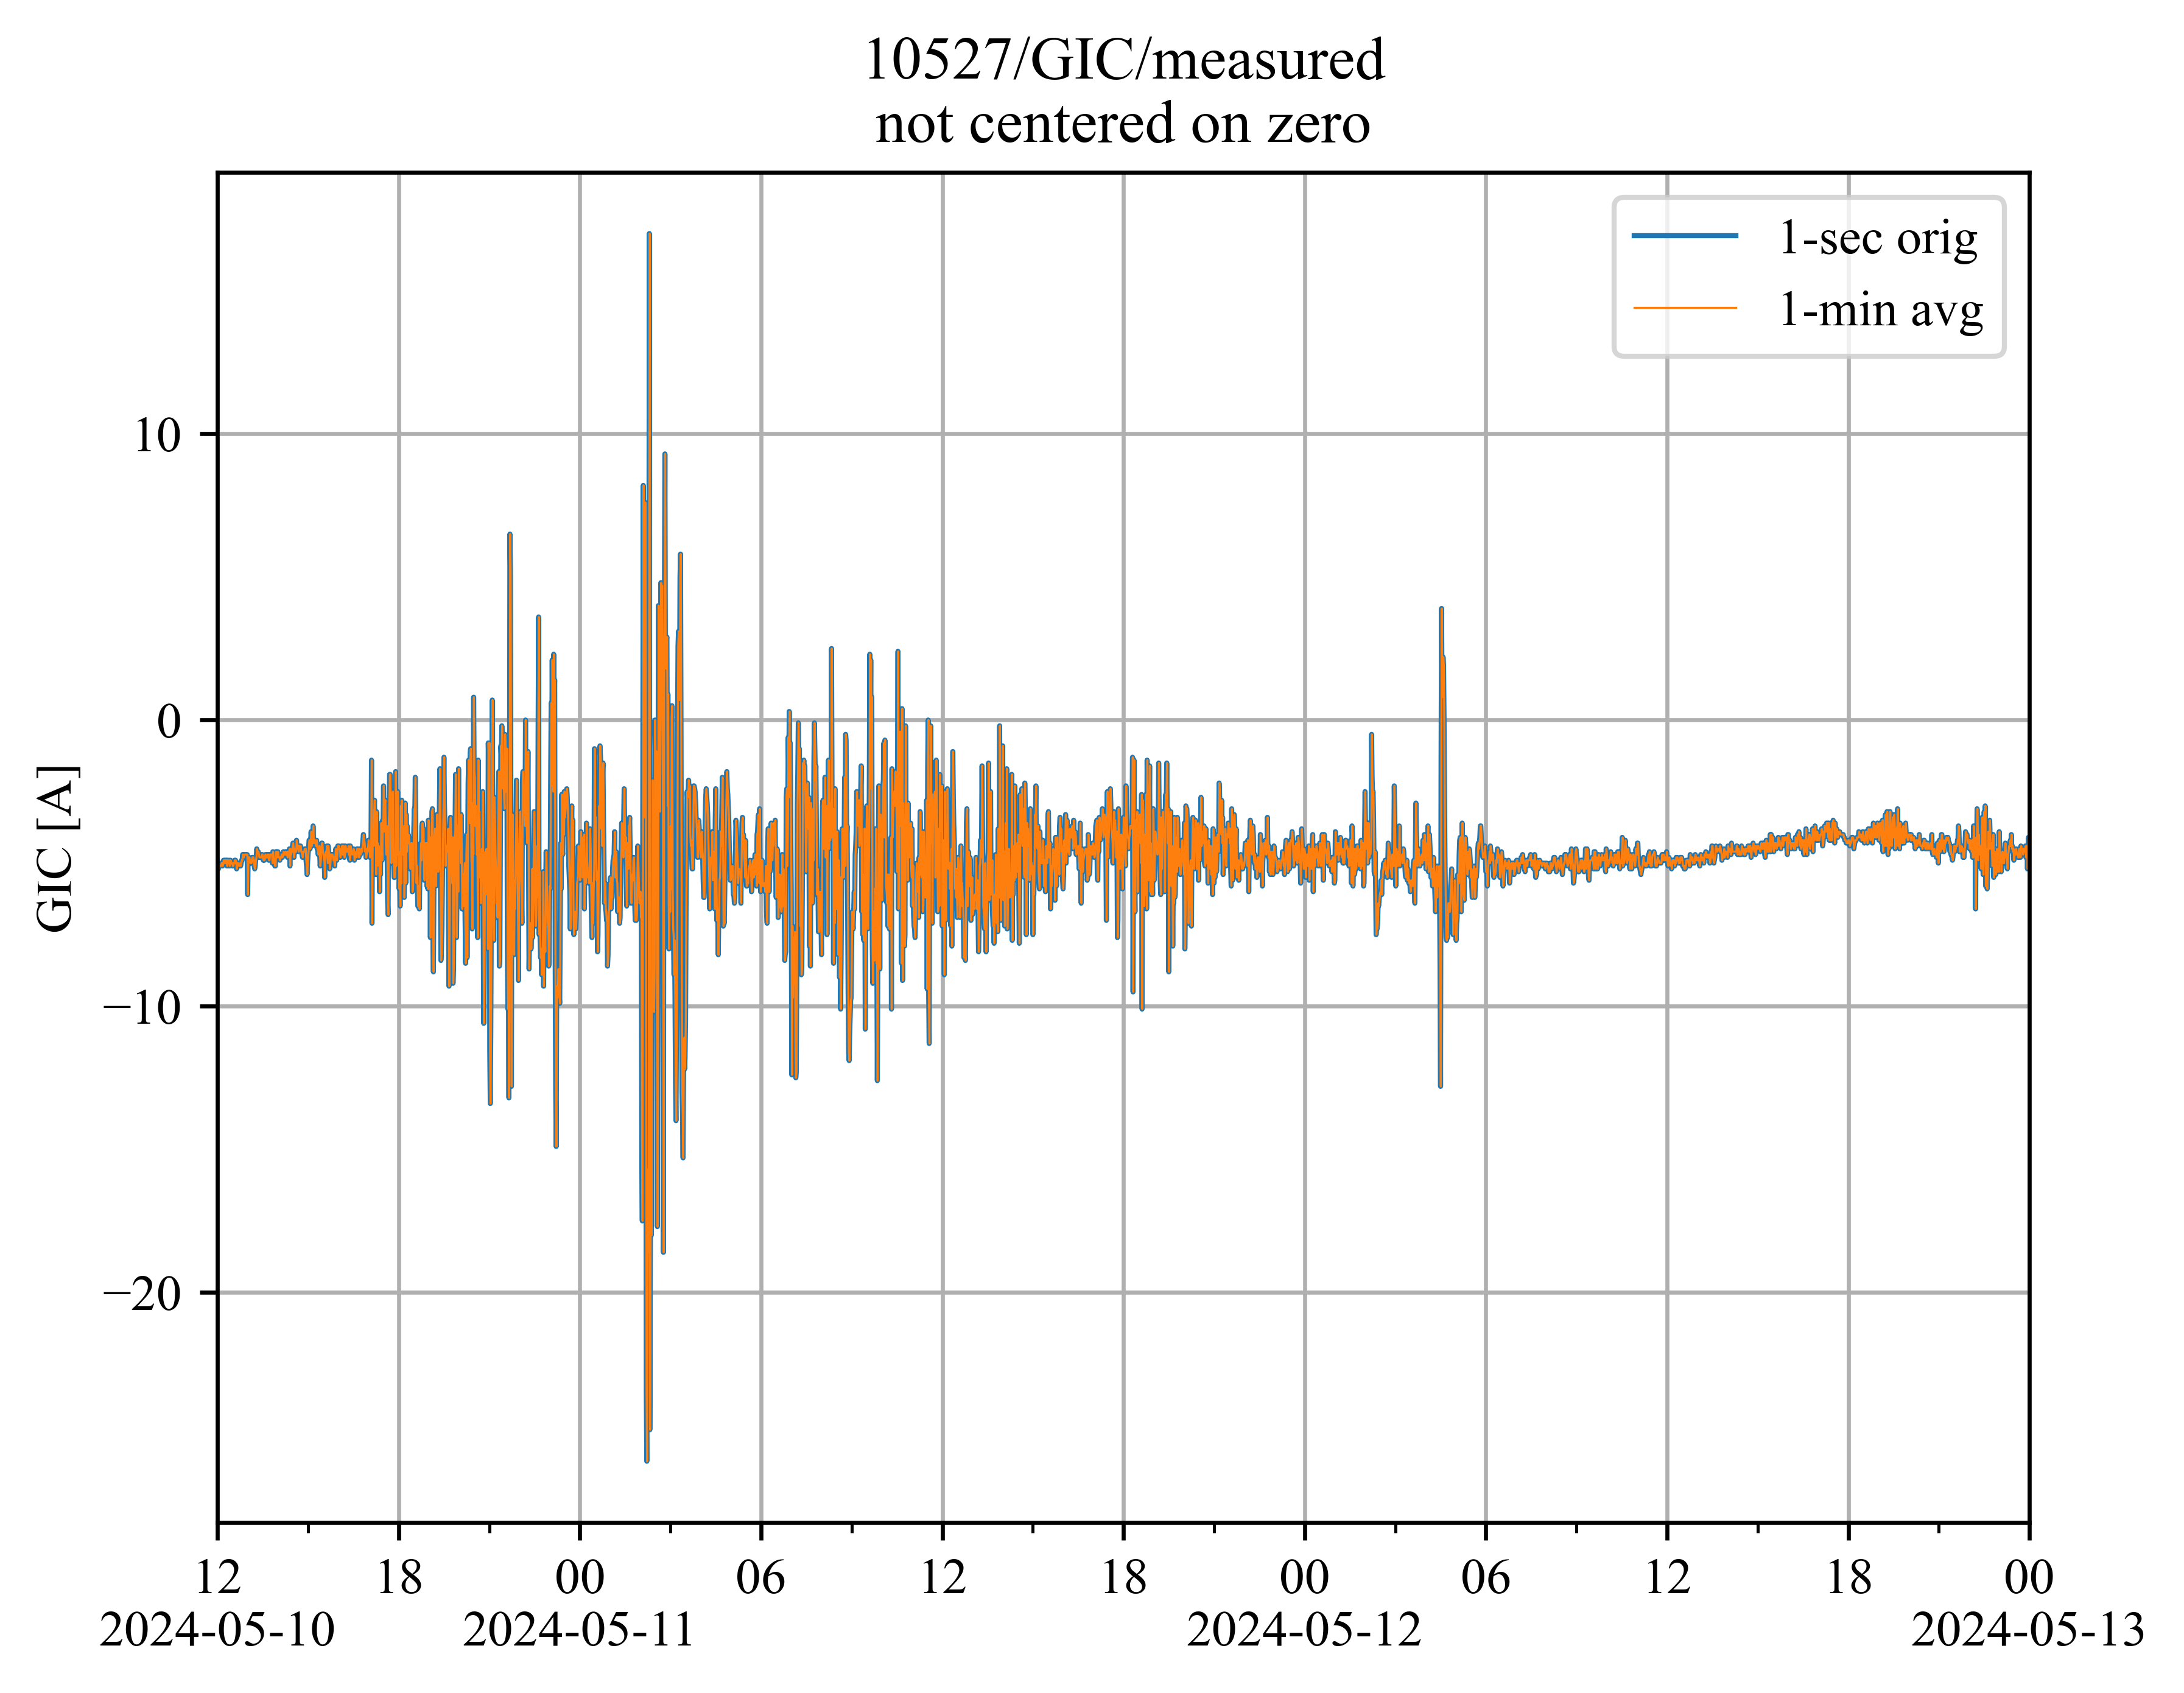 10527/GIC/measured
not centered on zero
1-sec orig
1-min avg
GIC [A]
10
0
−10
−20
12 18 00 06 12 18 00 06 12 18 00
2024-05-10 2024-05-11 2024-05-12 2024-05-13